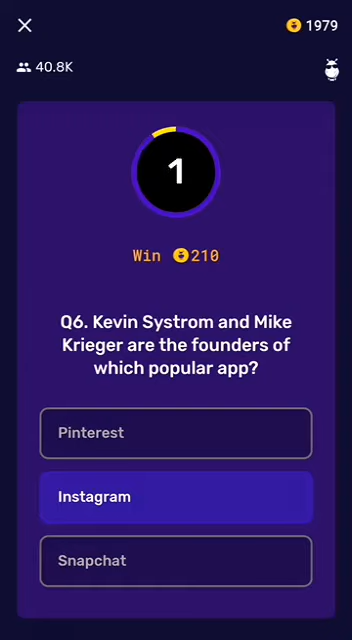 1979
40.8K
1
Win 210
Q6. Kevin Systrom and Mike
Krieger are the founders of
which popular app?
Pinterest
Instagram
Snapchat